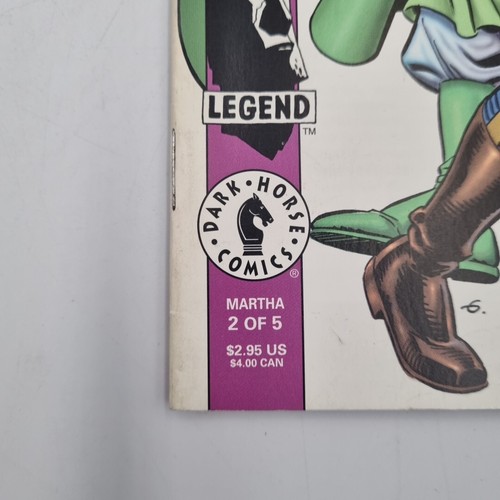 LEGEND
TM
DARK • HORSE
• COMICS •
®
MARTHA
2 OF 5
$2.95 US
$4.00 CAN
G.